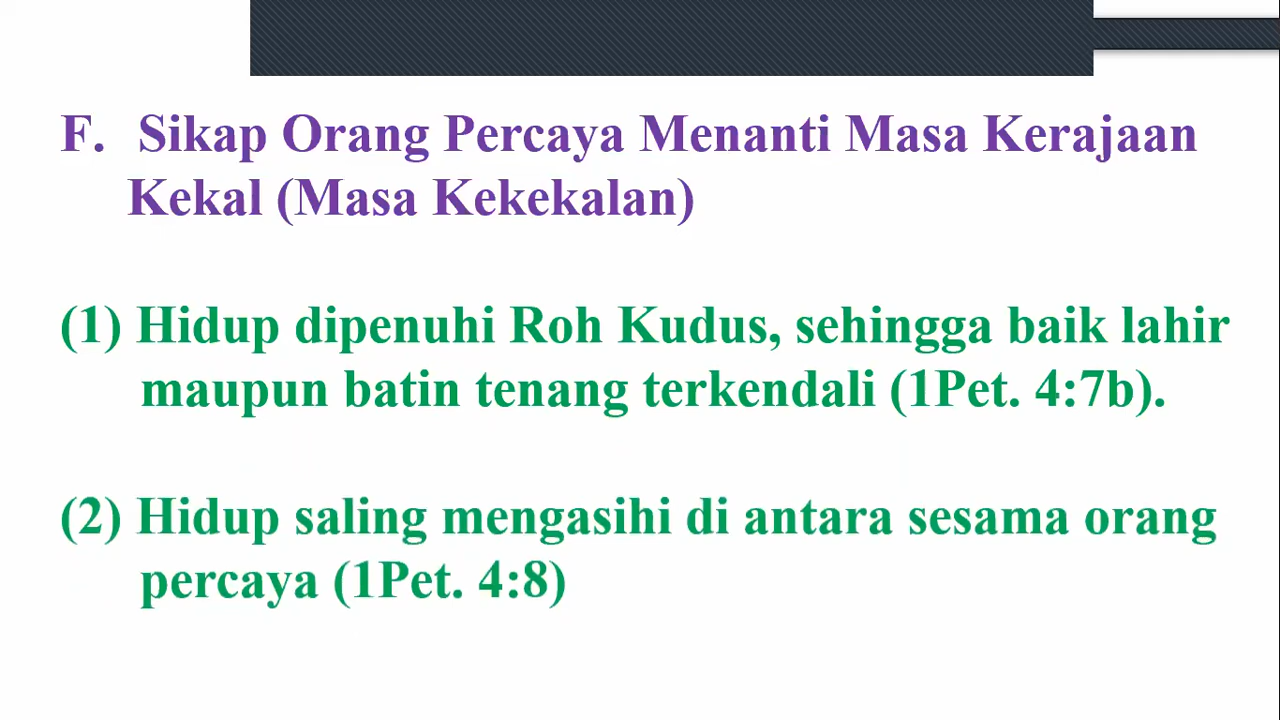 F. Sikap Orang Percaya Menanti Masa Kerajaan
Kekal (Masa Kekekalan)
(1) Hidup dipenuhi Roh Kudus, sehingga baik lahir
maupun batin tenang terkendali (1Pet. 4:7b).
(2) Hidup saling mengasihi di antara sesama orang
percaya (1Pet. 4:8)